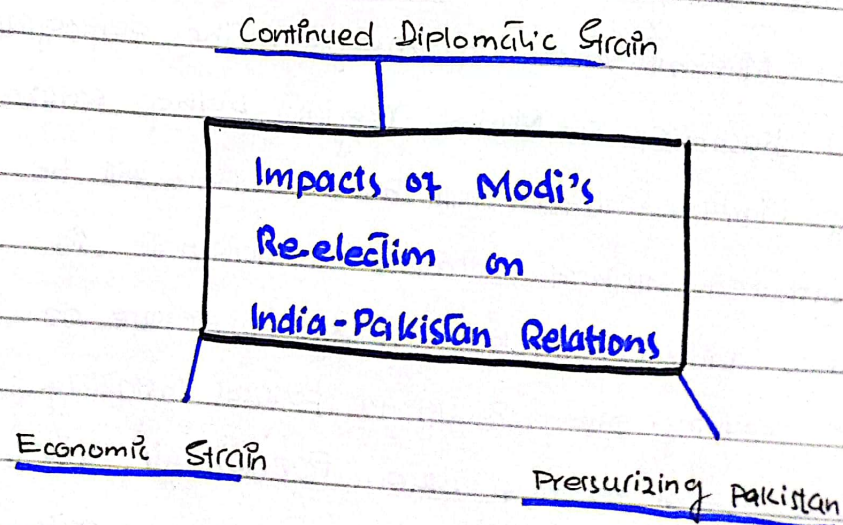 Continued Diplomatic Strain
Impacts of Modi's
Re-election on
India-Pakistan Relations
Economic Strain
Pressurizing Pakistan